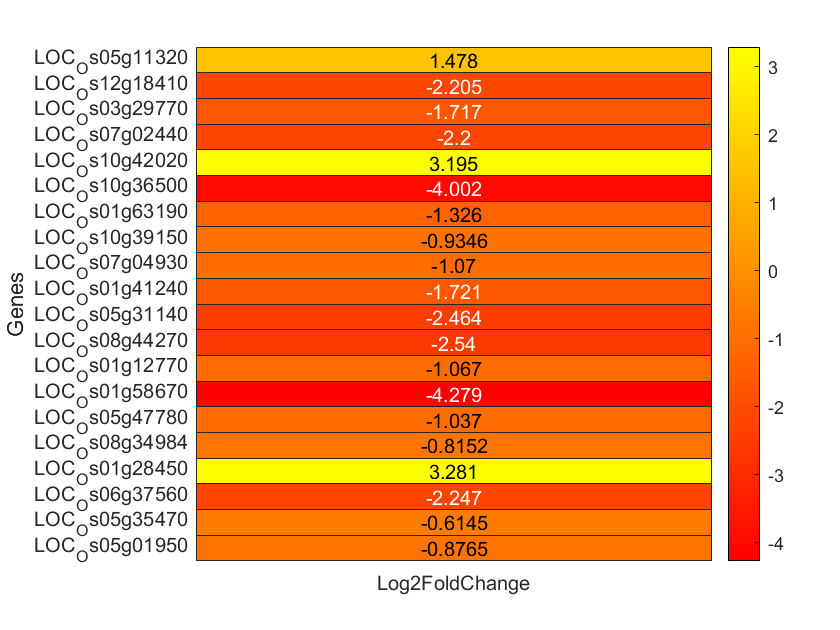 LOC_Os05g11320 1.478
LOC_Os12g18410 -2.205
LOC_Os03g29770 -1.717
LOC_Os07g02440 -2.2
LOC_Os10g42020 3.195
LOC_Os10g36500 -4.002
LOC_Os01g63190 -1.326
LOC_Os10g39150 -0.9346
LOC_Os07g04930 -1.07
LOC_Os01g41240 -1.721
LOC_Os05g31140 -2.464
LOC_Os08g44270 -2.54
LOC_Os01g12770 -1.067
LOC_Os01g58670 -4.279
LOC_Os05g47780 -1.037
LOC_Os08g34984 -0.8152
LOC_Os01g28450 3.281
LOC_Os06g37560 -2.247
LOC_Os05g35470 -0.6145
LOC_Os05g01950 -0.8765
Genes
Log2FoldChange
3
2
1
0
-1
-2
-3
-4